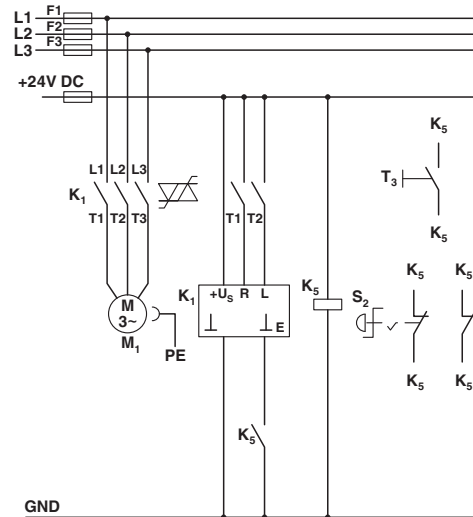 L1 F1
L2 F2
L3 F3
+24V DC
K5
L1 L2 L3
K1
T3
T1 T2 T3
T1 T2
K5
K1
+US R L
K5
S2
K5 K5
M
3~
E
M1
PE
K5 K5
K5
GND